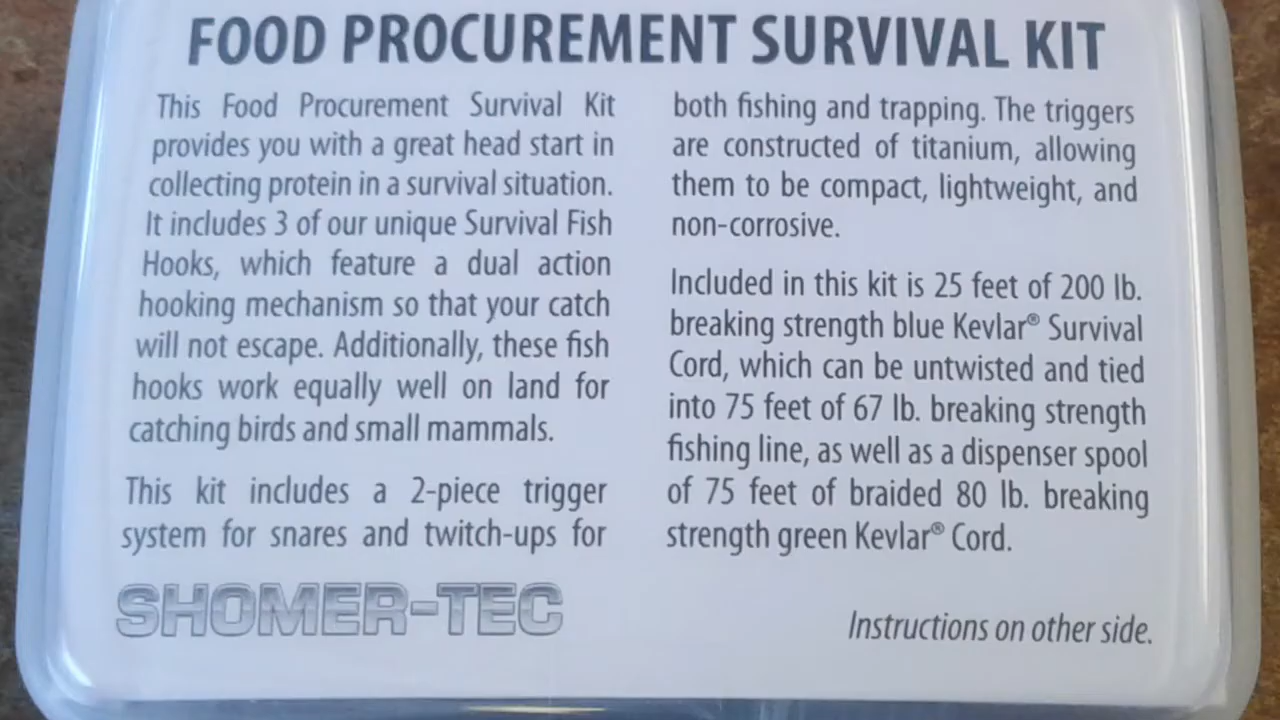 FOOD PROCUREMENT SURVIVAL KIT
This Food Procurement Survival Kit
provides you with a great head start in
collecting protein in a survival situation.
It includes 3 of our unique Survival Fish
Hooks, which feature a dual action
hooking mechanism so that your catch
will not escape. Additionally, these fish
hooks work equally well on land for
catching birds and small mammals.
This kit includes a 2-piece trigger
system for snares and twitch-ups for
both fishing and trapping. The triggers
are constructed of titanium, allowing
them to be compact, lightweight, and
non-corrosive.
Included in this kit is 25 feet of 200 lb.
breaking strength blue Kevlar® Survival
Cord, which can be untwisted and tied
into 75 feet of 67 lb. breaking strength
fishing line, as well as a dispenser spool
of 75 feet of braided 80 lb. breaking
strength green Kevlar® Cord.
SHOMER-TEC
Instructions on other side.